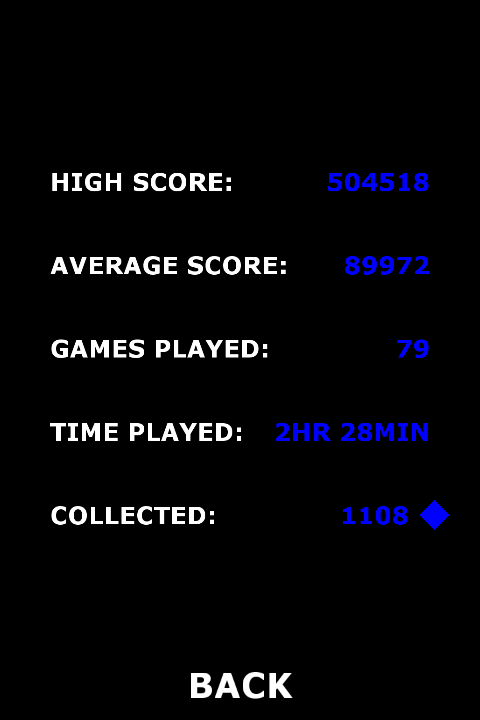 HIGH SCORE: 504518
AVERAGE SCORE: 89972
GAMES PLAYED: 79
TIME PLAYED: 2HR 28MIN
COLLECTED: 1108
BACK